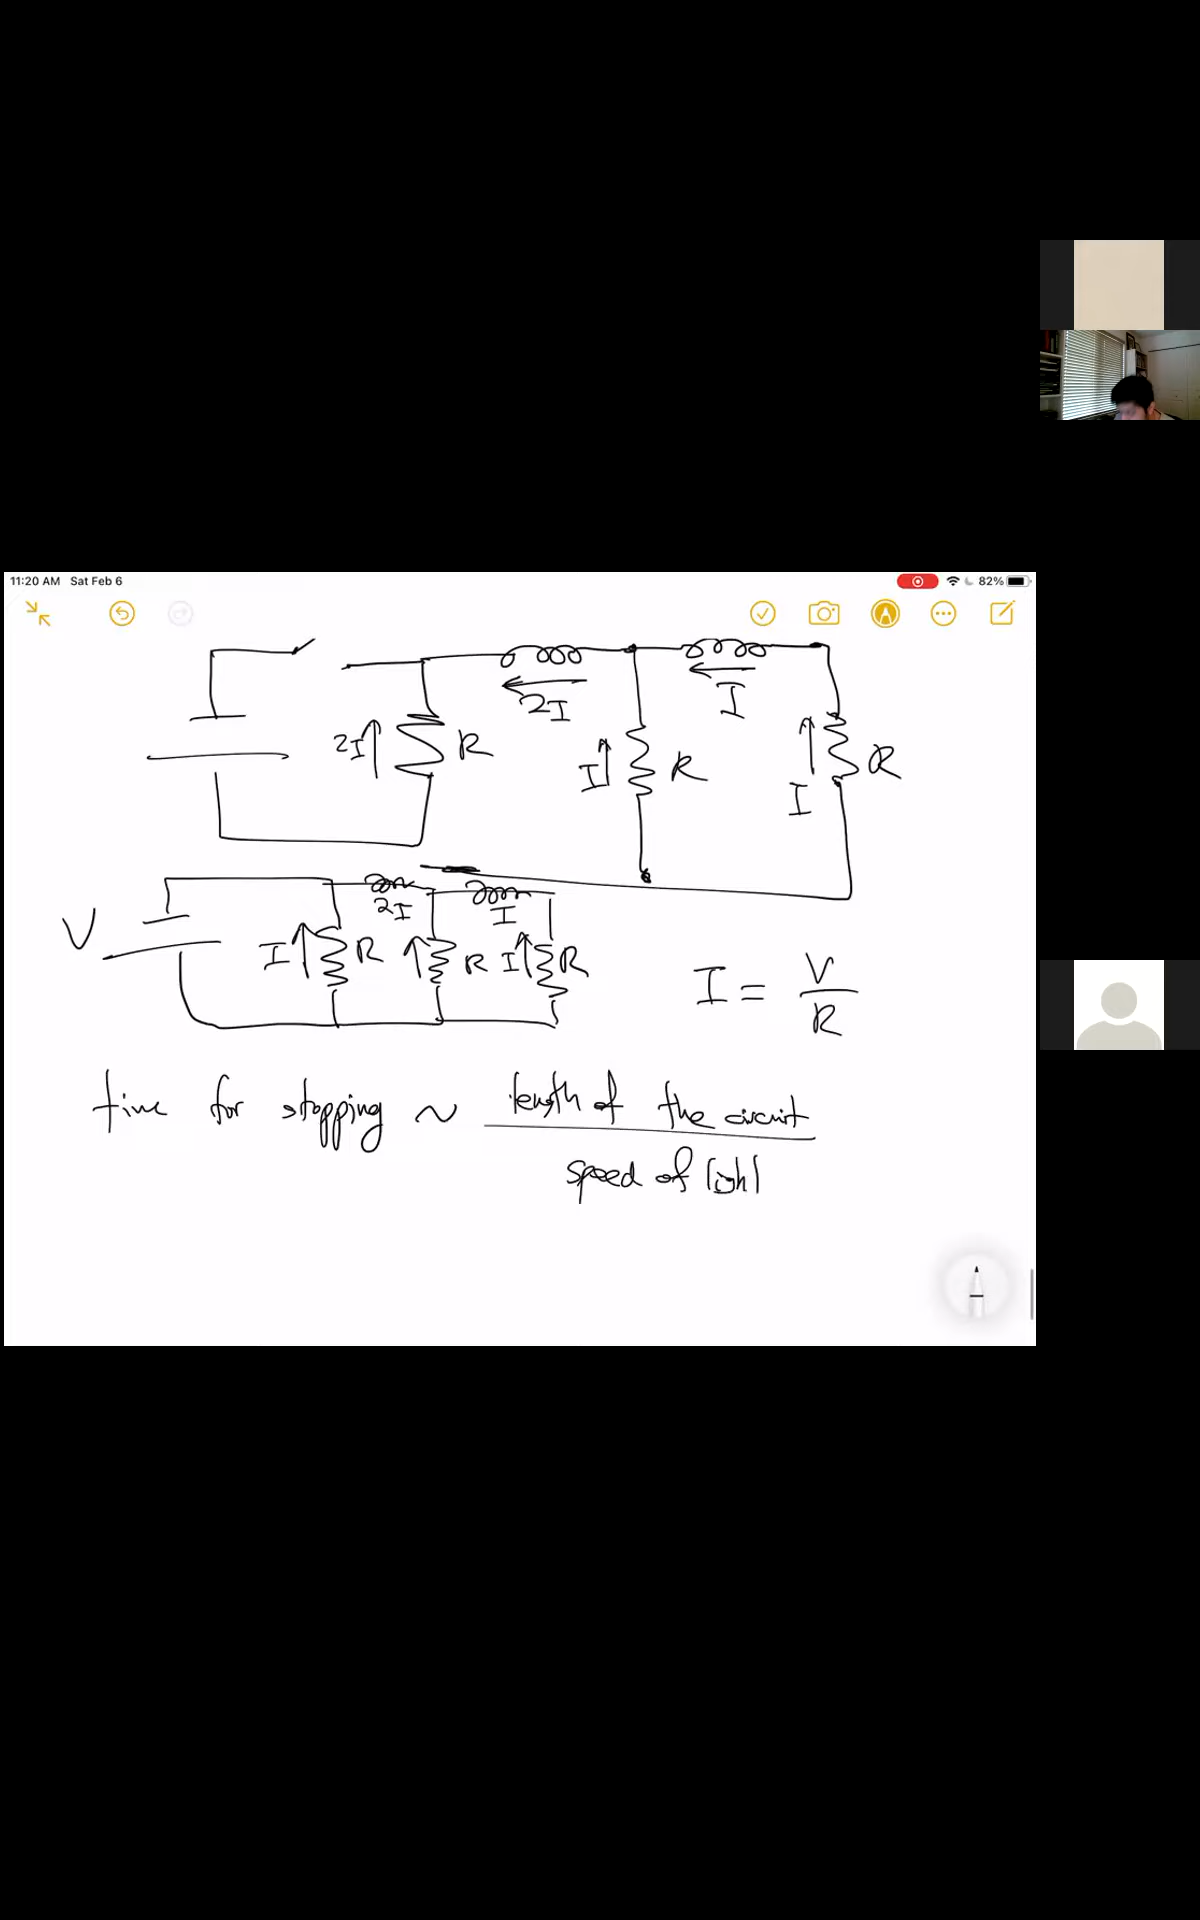 11:20 AM Sat Feb 6 82%
2I I
2I R I R I R
2I I
V I R R I R
I = V/R
time for stopping ~ length of the circuit
speed of light